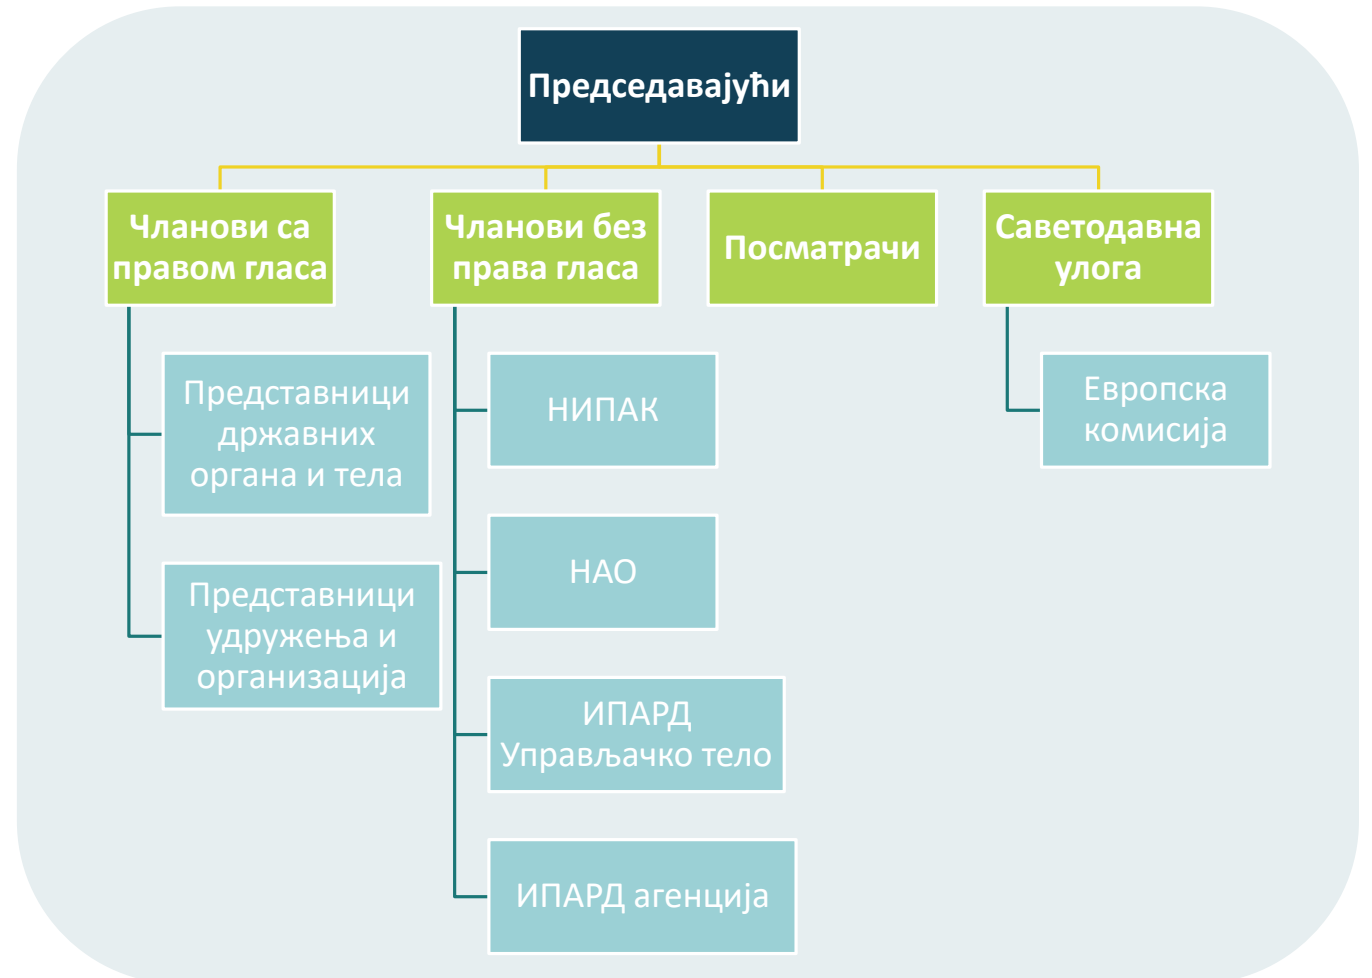 Председавајући
Чланови са
правом гласа
Чланови без
права гласа
Посматрачи
Саветодавна
улога
Представници
државних
органа и тела
Представници
удружења и
организација
НИПАК
НАО
ИПАРД
Управљачко тело
ИПАРД агенција
Европска
комисија